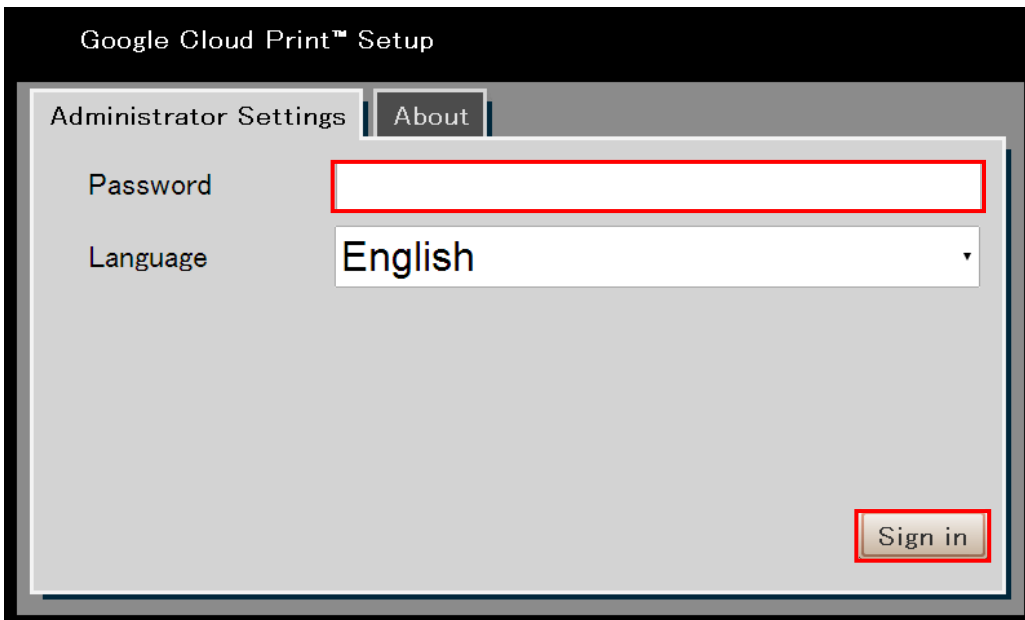 Google Cloud Print™ Setup
Administrator Settings About
Password
Language English
Sign in